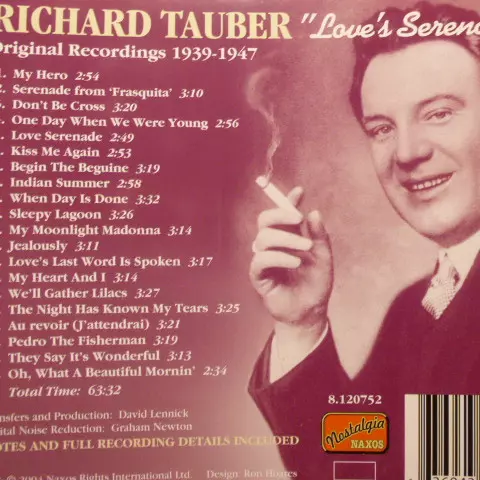 RICHARD TAUBER "Love's Seren
Original Recordings 1939-1947
1. My Hero 2:54
2. Serenade from 'Frasquita' 3:10
. Don't Be Cross 3:20
. One Day When We Were Young 2:56
. Love Serenade 2:49
. Kiss Me Again 2:53
. Begin The Beguine 3:19
. Indian Summer 2:58
. When Day Is Done 3:32
. Sleepy Lagoon 3:26
. My Moonlight Madonna 3:14
. Jealously 3:11
. Love's Last Word Is Spoken 3:17
. My Heart And I 3:14
. We'll Gather Lilacs 3:27
. The Night Has Known My Tears 3:25
. Au revoir (J'attendrai) 3:21
. Pedro The Fisherman 3:19
. They Say It's Wonderful 3:13
. Oh, What A Beautiful Mornin' 2:34
Total Time: 63:32
nsfers and Production: David Lennick
ital Noise Reduction: Graham Newton
OTES AND FULL RECORDING DETAILS INCLUDED
& © 2004 Naxos Rights International Ltd. Design: Ron Hoares
8.120752
Nostalgia
NAXOS